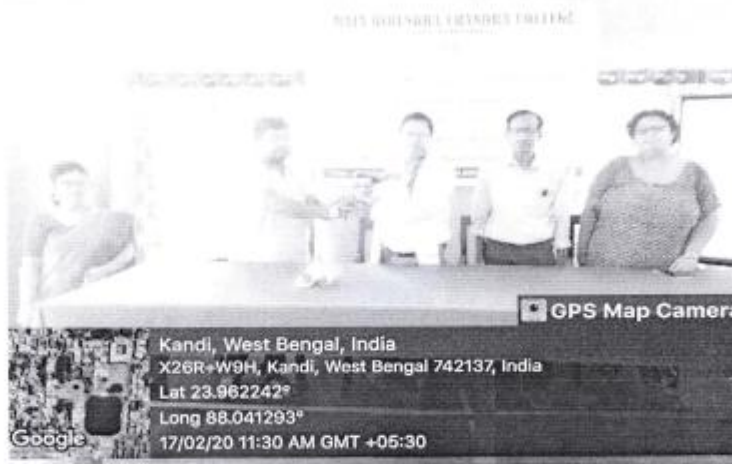 COLLEGE
GPS Map Camera
Kandi, West Bengal, India
X26R+W9H, Kandi, West Bengal 742137, India
Lat 23.962242°
Long 88.041293°
17/02/20 11:30 AM GMT +05:30
Google